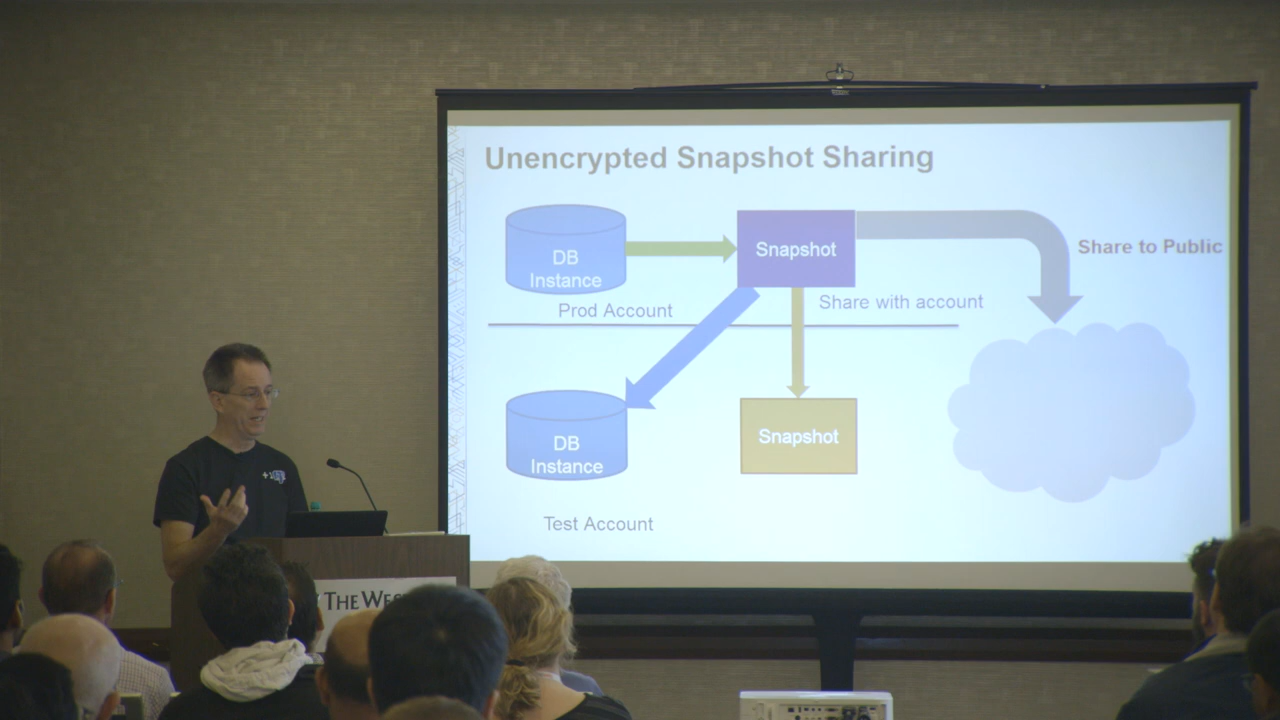 Unencrypted Snapshot Sharing
DB
Instance
Snapshot
Share to Public
Prod Account
Share with account
DB
Instance
Snapshot
Test Account
THE WES